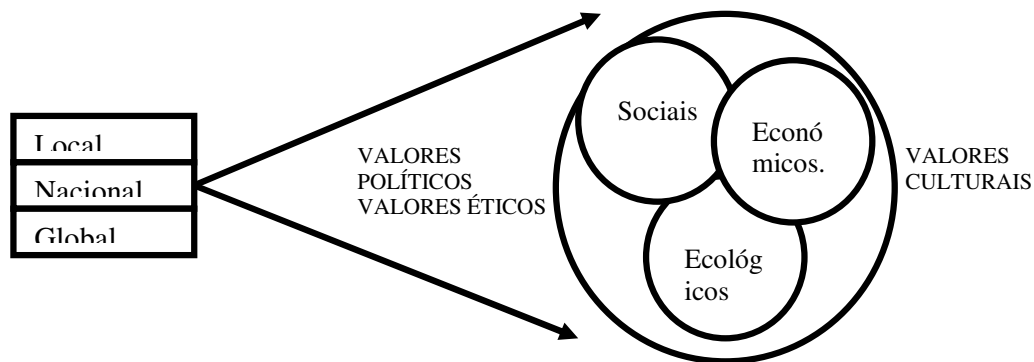 Local
Nacional
Global
VALORES
POLÍTICOS
VALORES ÉTICOS
Sociais
Econó
micos.
Ecológ
icos
VALORES
CULTURAIS